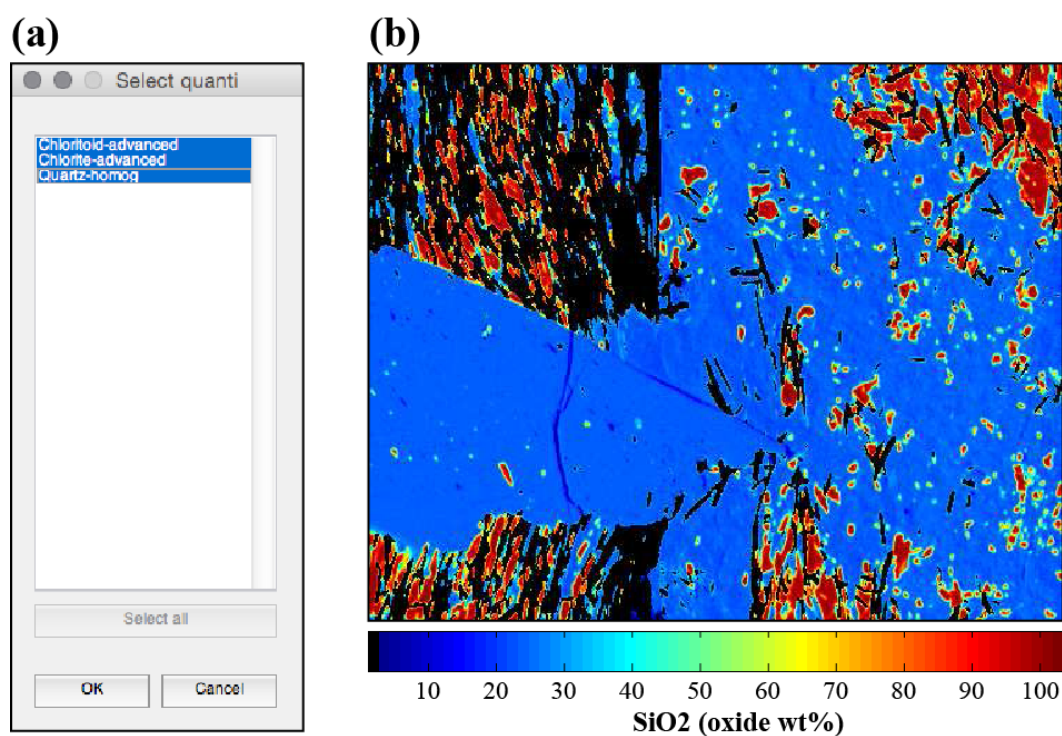 (a)
(b)
Select quanti
Chloritoid-advanced
Chlorite-advanced
Quartz-homog
Select all
OK Cancel
10 20 30 40 50 60 70 80 90 100
SiO2 (oxide wt%)